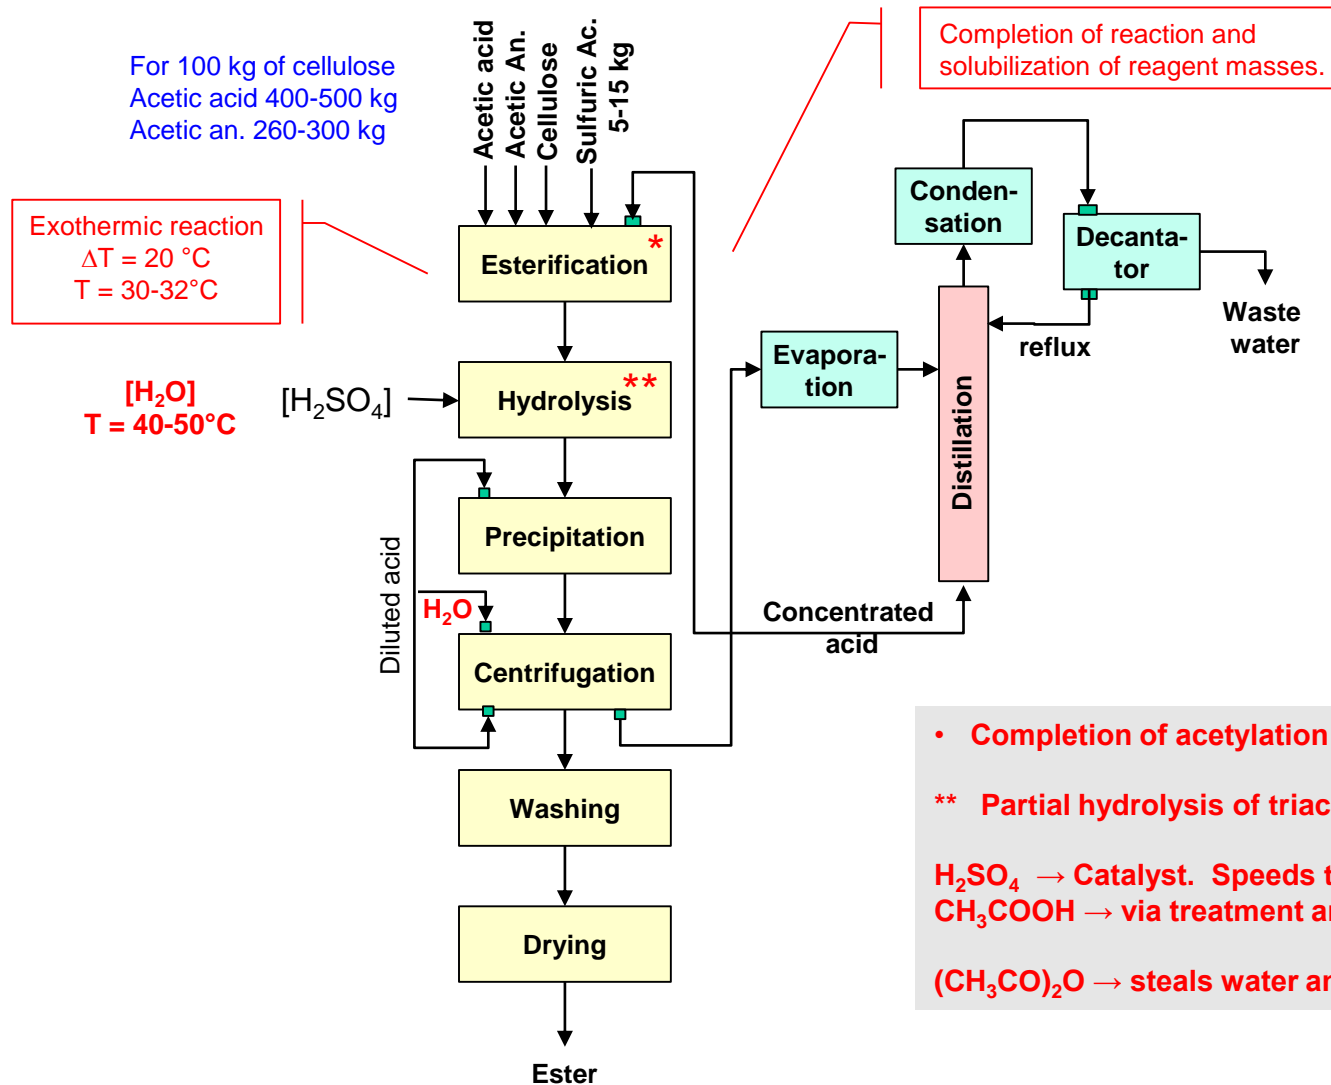 For 100 kg of cellulose
Acetic acid 400-500 kg
Acetic an. 260-300 kg
Acetic acid
Acetic An.
Cellulose
Sulfuric Ac.
5-15 kg
Completion of reaction and
solubilization of reagent masses.
Exothermic reaction
ΔT = 20 °C
T = 30-32°C
Esterification *
Conden-
sation
Decanta-
tor
Waste
water
reflux
Evapora-
tion
Distillation
[H₂O]
T = 40-50°C
[H₂SO₄]
Hydrolysis **
Precipitation
Diluted acid
H₂O
Centrifugation
Concentrated
acid
Washing
Drying
Ester
• Completion of acetylation
** Partial hydrolysis of triac
H₂SO₄ → Catalyst. Speeds t
CH₃COOH → via treatment ar
(CH₃CO)₂O → steals water ar